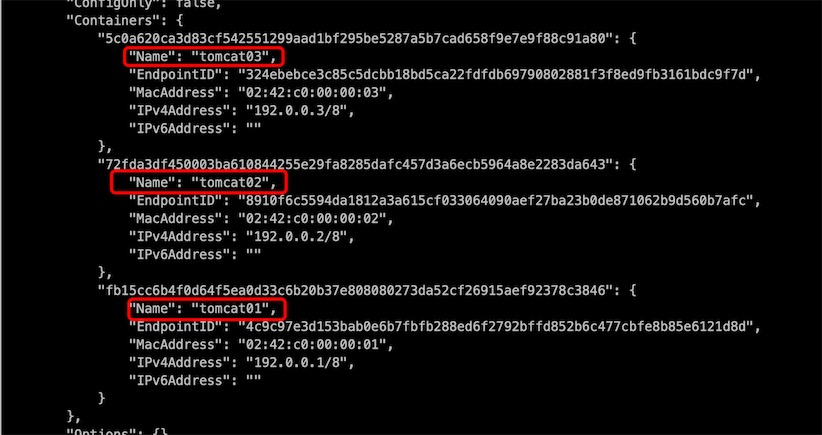 "ConfigOnly": false,
"Containers": {
"5c0a620ca3d83cf542551299aad1bf295be5287a5b7cad658f9e7e9f88c91a80": {
"Name": "tomcat03",
"EndpointID": "324ebebce3c85c5dcbb18bd5ca22fdfdb69790802881f3f8ed9fb3161bdc9f7d",
"MacAddress": "02:42:c0:00:00:03",
"IPv4Address": "192.0.0.3/8",
"IPv6Address": ""
},
"72fda3df450003ba610844255e29fa8285dafc457d3a6ecb5964a8e2283da643": {
"Name": "tomcat02",
"EndpointID": "8910f6c5594da1812a3a615cf033064090aef27ba23b0de871062b9d560b7afc",
"MacAddress": "02:42:c0:00:00:02",
"IPv4Address": "192.0.0.2/8",
"IPv6Address": ""
},
"fb15cc6b4f0d64f5ea0d33c6b20b37e808080273da52cf26915aef92378c3846": {
"Name": "tomcat01",
"EndpointID": "4c9c97e3d153bab0e6b7fbfb288ed6f2792bffd852b6c477cbfe8b85e6121d8d",
"MacAddress": "02:42:c0:00:00:01",
"IPv4Address": "192.0.0.1/8",
"IPv6Address": ""
}
},
"Options": {},